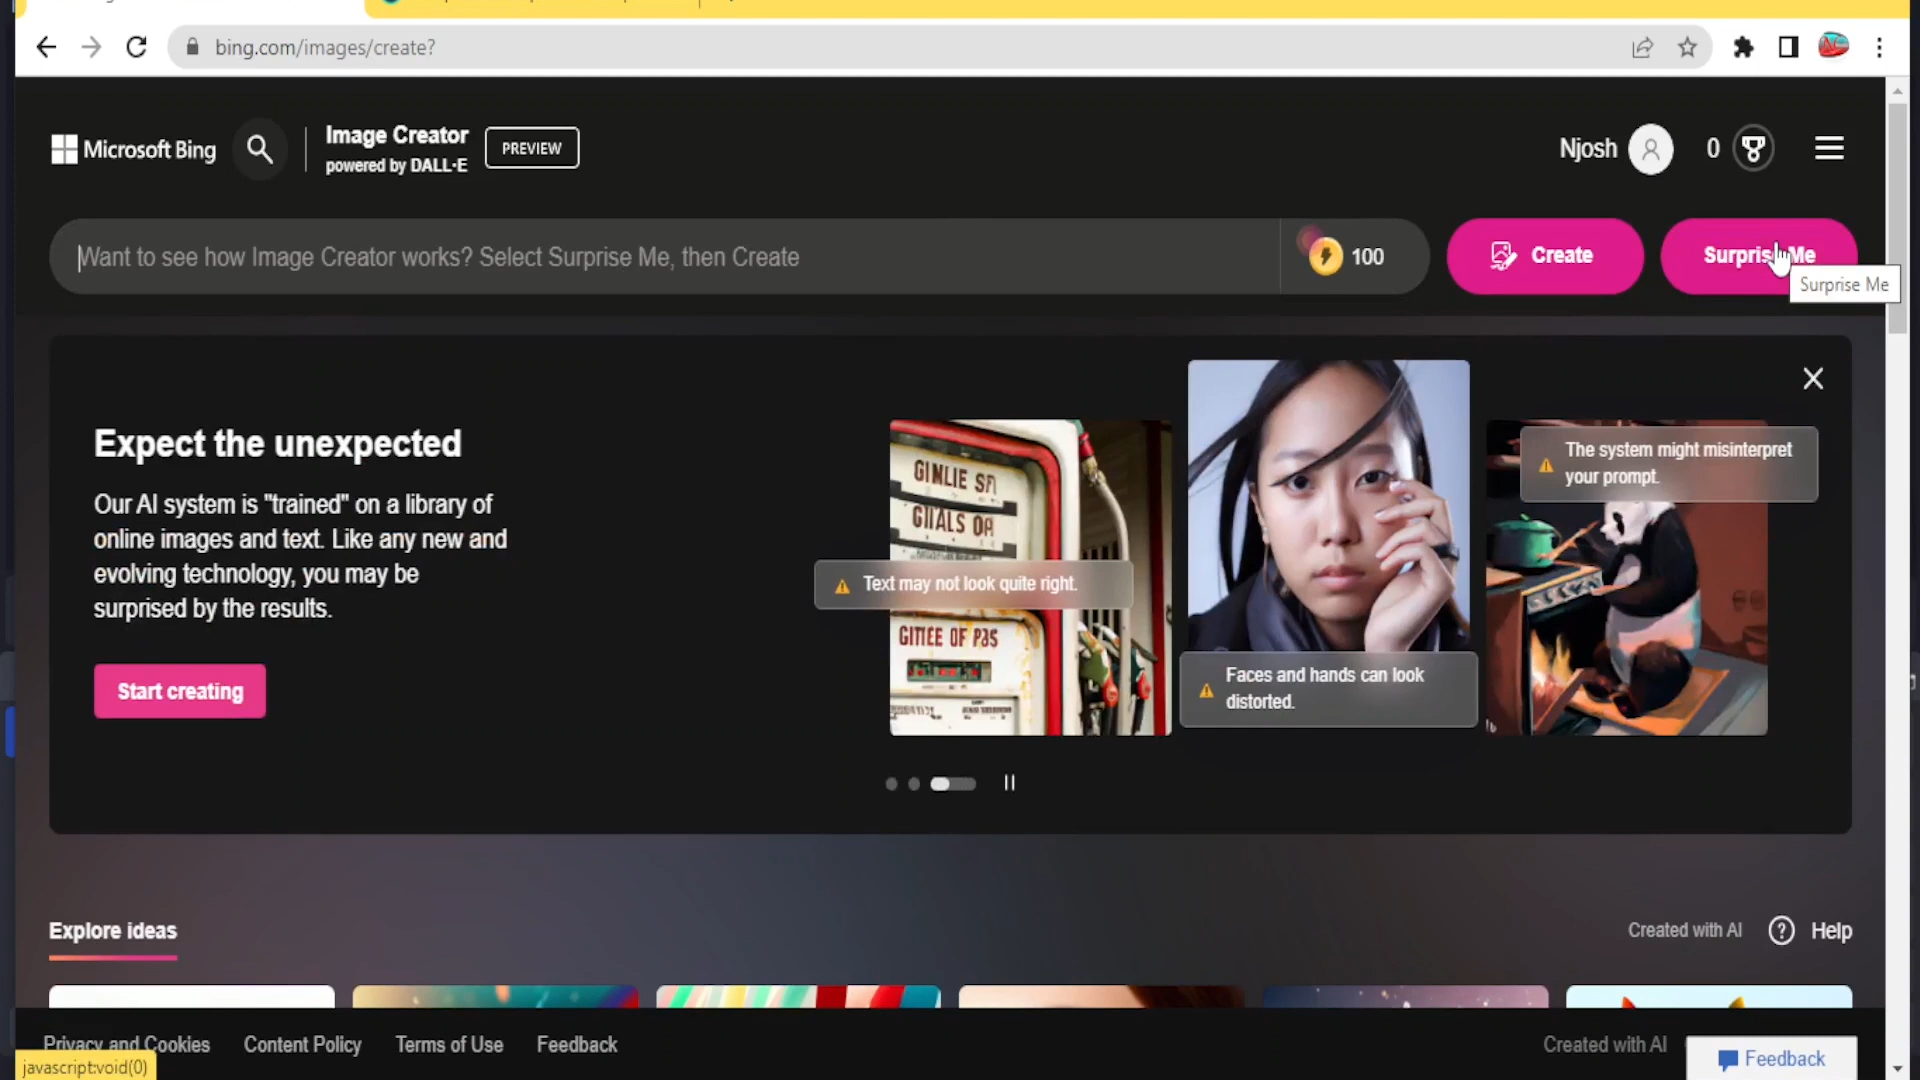 bing.com/images/create?
Microsoft Bing
Image Creator
powered by DALL·E
PREVIEW
Njosh
0
Want to see how Image Creator works? Select Surprise Me, then Create
100
Create
Surprise Me
Surprise Me
Expect the unexpected
Our AI system is "trained" on a library of
online images and text. Like any new and
evolving technology, you may be
surprised by the results.
Start creating
Text may not look quite right.
GITTEE OF PƎS
Faces and hands can look
distorted.
The system might misinterpret
your prompt.
Explore ideas
Created with AI
Help
Privacy and Cookies
Content Policy
Terms of Use
Feedback
Created with AI
Feedback
javascript:void(0)